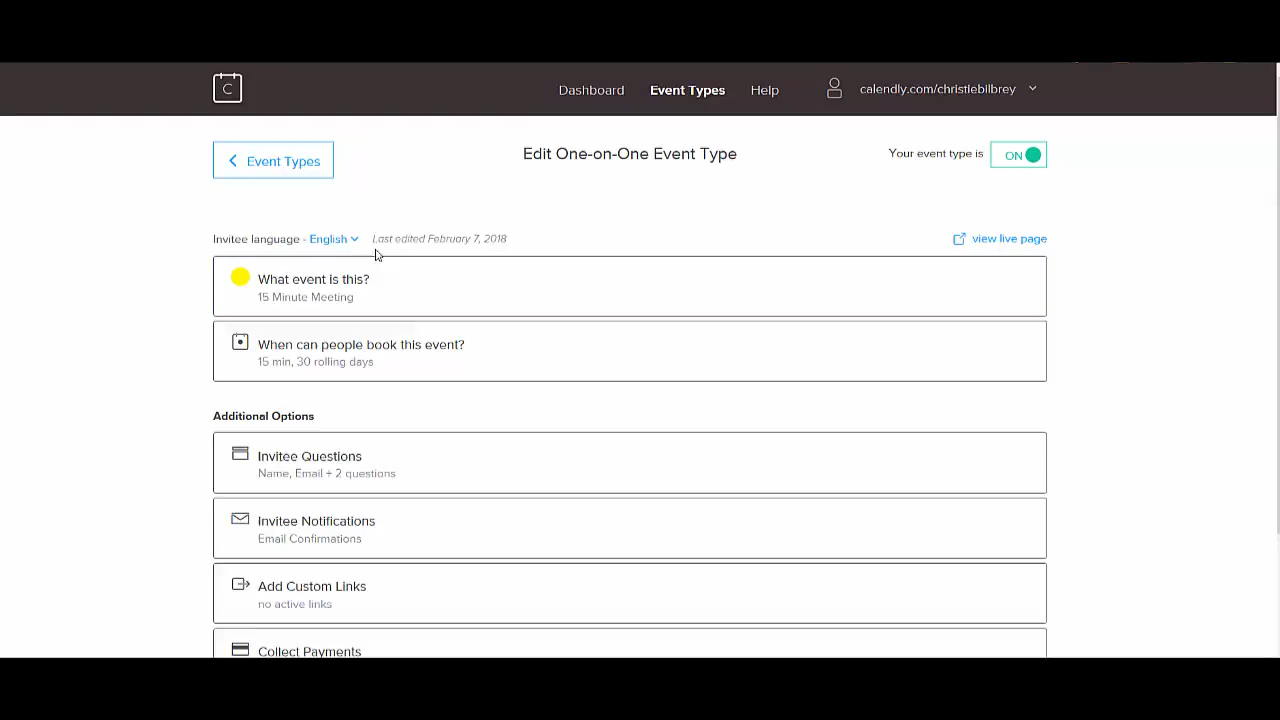 C
Dashboard Event Types Help calendly.com/christiebilbrey
Event Types
Edit One-on-One Event Type
Your event type is ON
Invitee language - English Last edited February 7, 2018
view live page
What event is this?
15 Minute Meeting
When can people book this event?
15 min, 30 rolling days
Additional Options
Invitee Questions
Name, Email + 2 questions
Invitee Notifications
Email Confirmations
Add Custom Links
no active links
Collect Payments